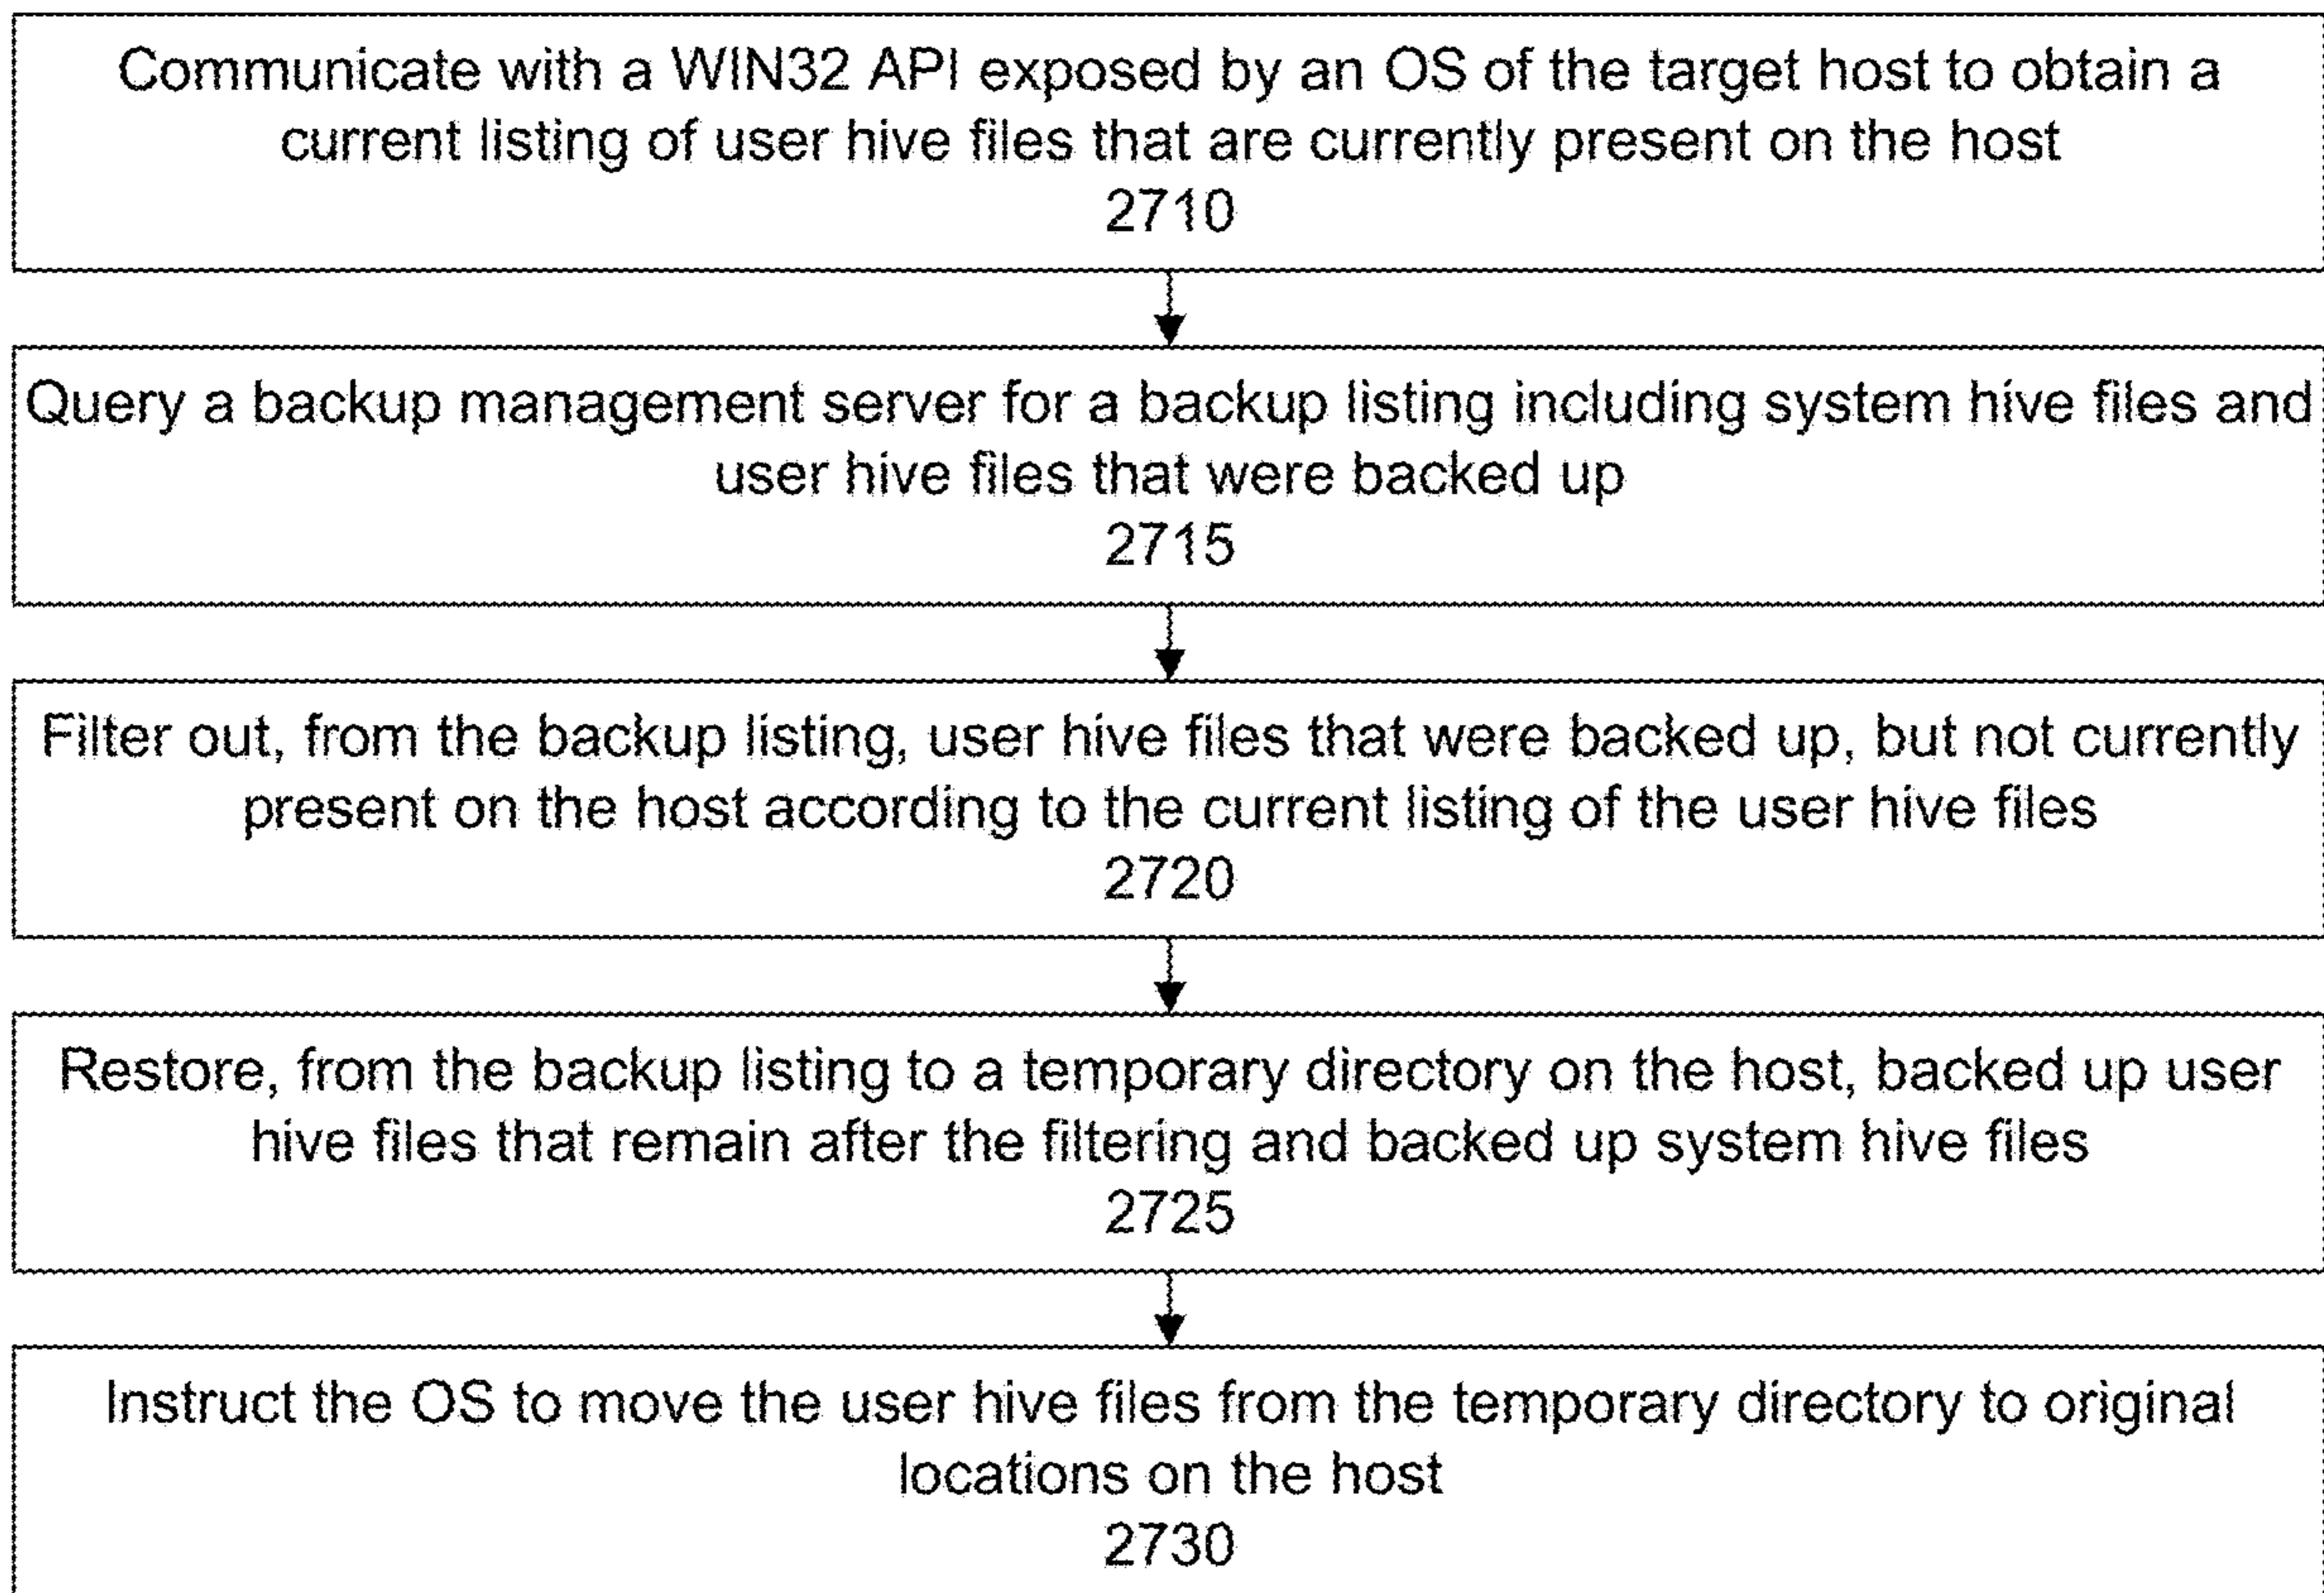 Communicate with a WIN32 API exposed by an OS of the target host to obtain a
current listing of user hive files that are currently present on the host
2710
Query a backup management server for a backup listing including system hive files and
user hive files that were backed up
2715
Filter out, from the backup listing, user hive files that were backed up, but not currently
present on the host according to the current listing of the user hive files
2720
Restore, from the backup listing to a temporary directory on the host, backed up user
hive files that remain after the filtering and backed up system hive files
2725
Instruct the OS to move the user hive files from the temporary directory to original
locations on the host
2730